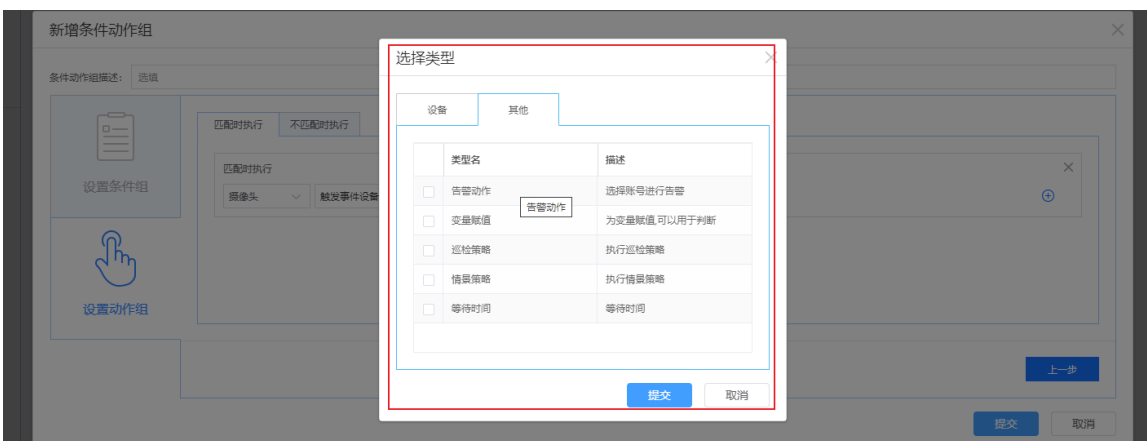 新增条件动作组
条件动作组描述： 选填
设置条件组
设置动作组
匹配时执行 不匹配时执行
匹配时执行
摄像头 触发事件设备
选择类型
设备 其他
类型名 描述
告警动作 选择账号进行告警
告警动作
变量赋值 为变量赋值,可以用于判断
巡检策略 执行巡检策略
情景策略 执行情景策略
等待时间 等待时间
提交 取消
上一步
提交 取消